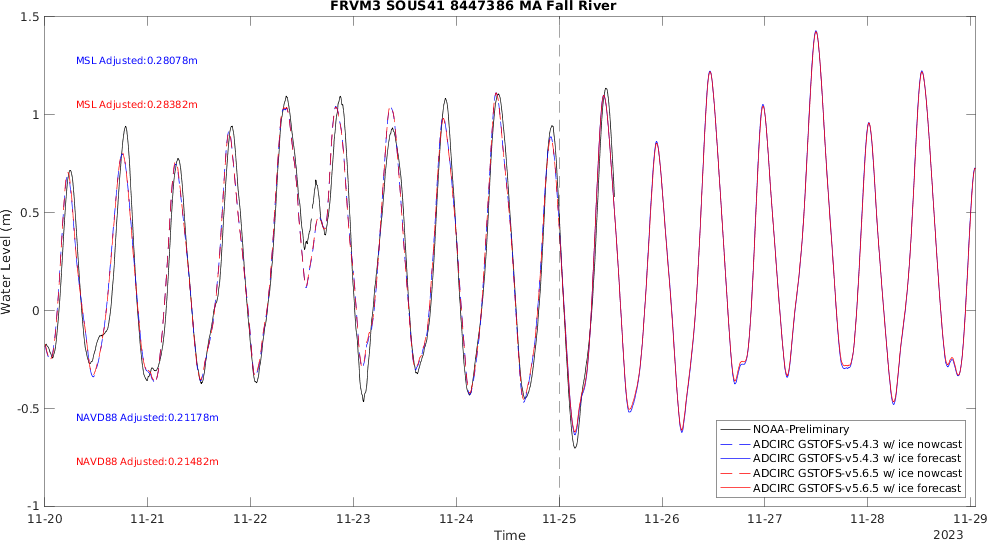 FRVM3 SOUS41 8447386 MA Fall River
1.5
1
0.5
0
-0.5
-1
Water Level (m)
MSL Adjusted:0.28078m
MSL Adjusted:0.28382m
NAVD88 Adjusted:0.21178m
NAVD88 Adjusted:0.21482m
NOAA-Preliminary
ADCIRC GSTOFS-v5.4.3 w/ ice nowcast
ADCIRC GSTOFS-v5.4.3 w/ ice forecast
ADCIRC GSTOFS-v5.6.5 w/ ice nowcast
ADCIRC GSTOFS-v5.6.5 w/ ice forecast
11-20 11-21 11-22 11-23 11-24 11-25 11-26 11-27 11-28 11-29
Time
2023